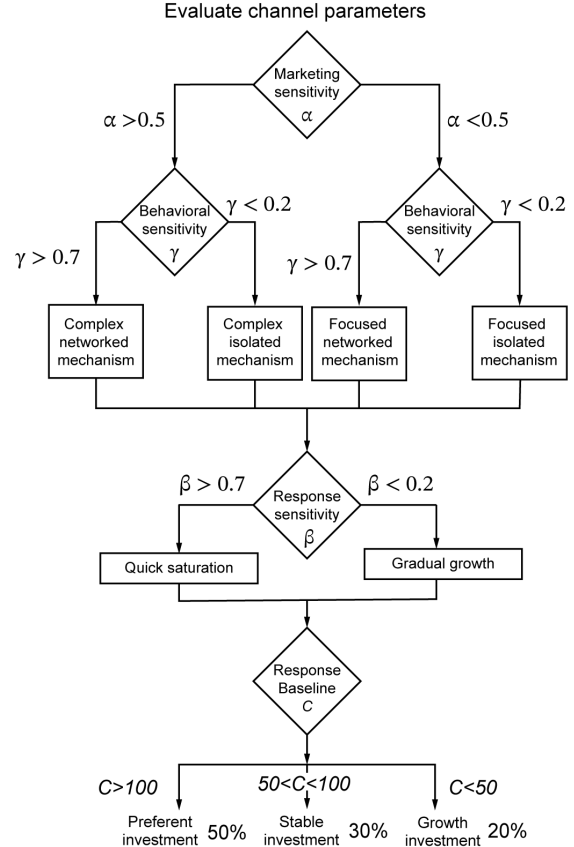 Evaluate channel parameters
Marketing
sensitivity
α
α >0.5
α <0.5
Behavioral
sensitivity
γ
γ < 0.2
γ > 0.7
Behavioral
sensitivity
γ
γ < 0.2
γ > 0.7
Complex
networked
mechanism
Complex
isolated
mechanism
Focused
networked
mechanism
Focused
isolated
mechanism
β > 0.7
β < 0.2
Response
sensitivity
β
Quick saturation
Gradual growth
Response
Baseline
C
C>100
50<C<100
C<50
Preferent
investment
50%
Stable
investment
30%
Growth
investment
20%